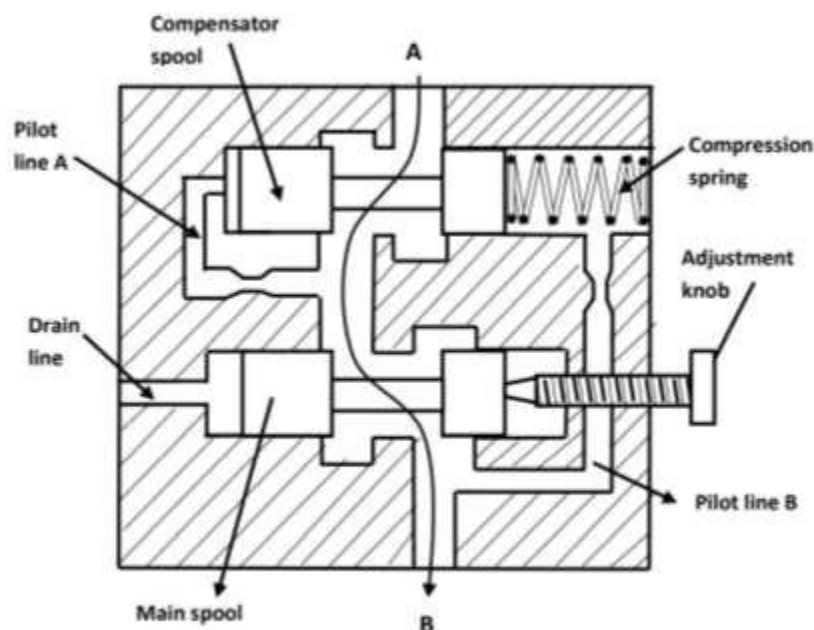 Compensator
spool
A
Pilot
line A
Compression
spring
Adjustment
knob
Drain
line
Pilot line B
Main spool
B